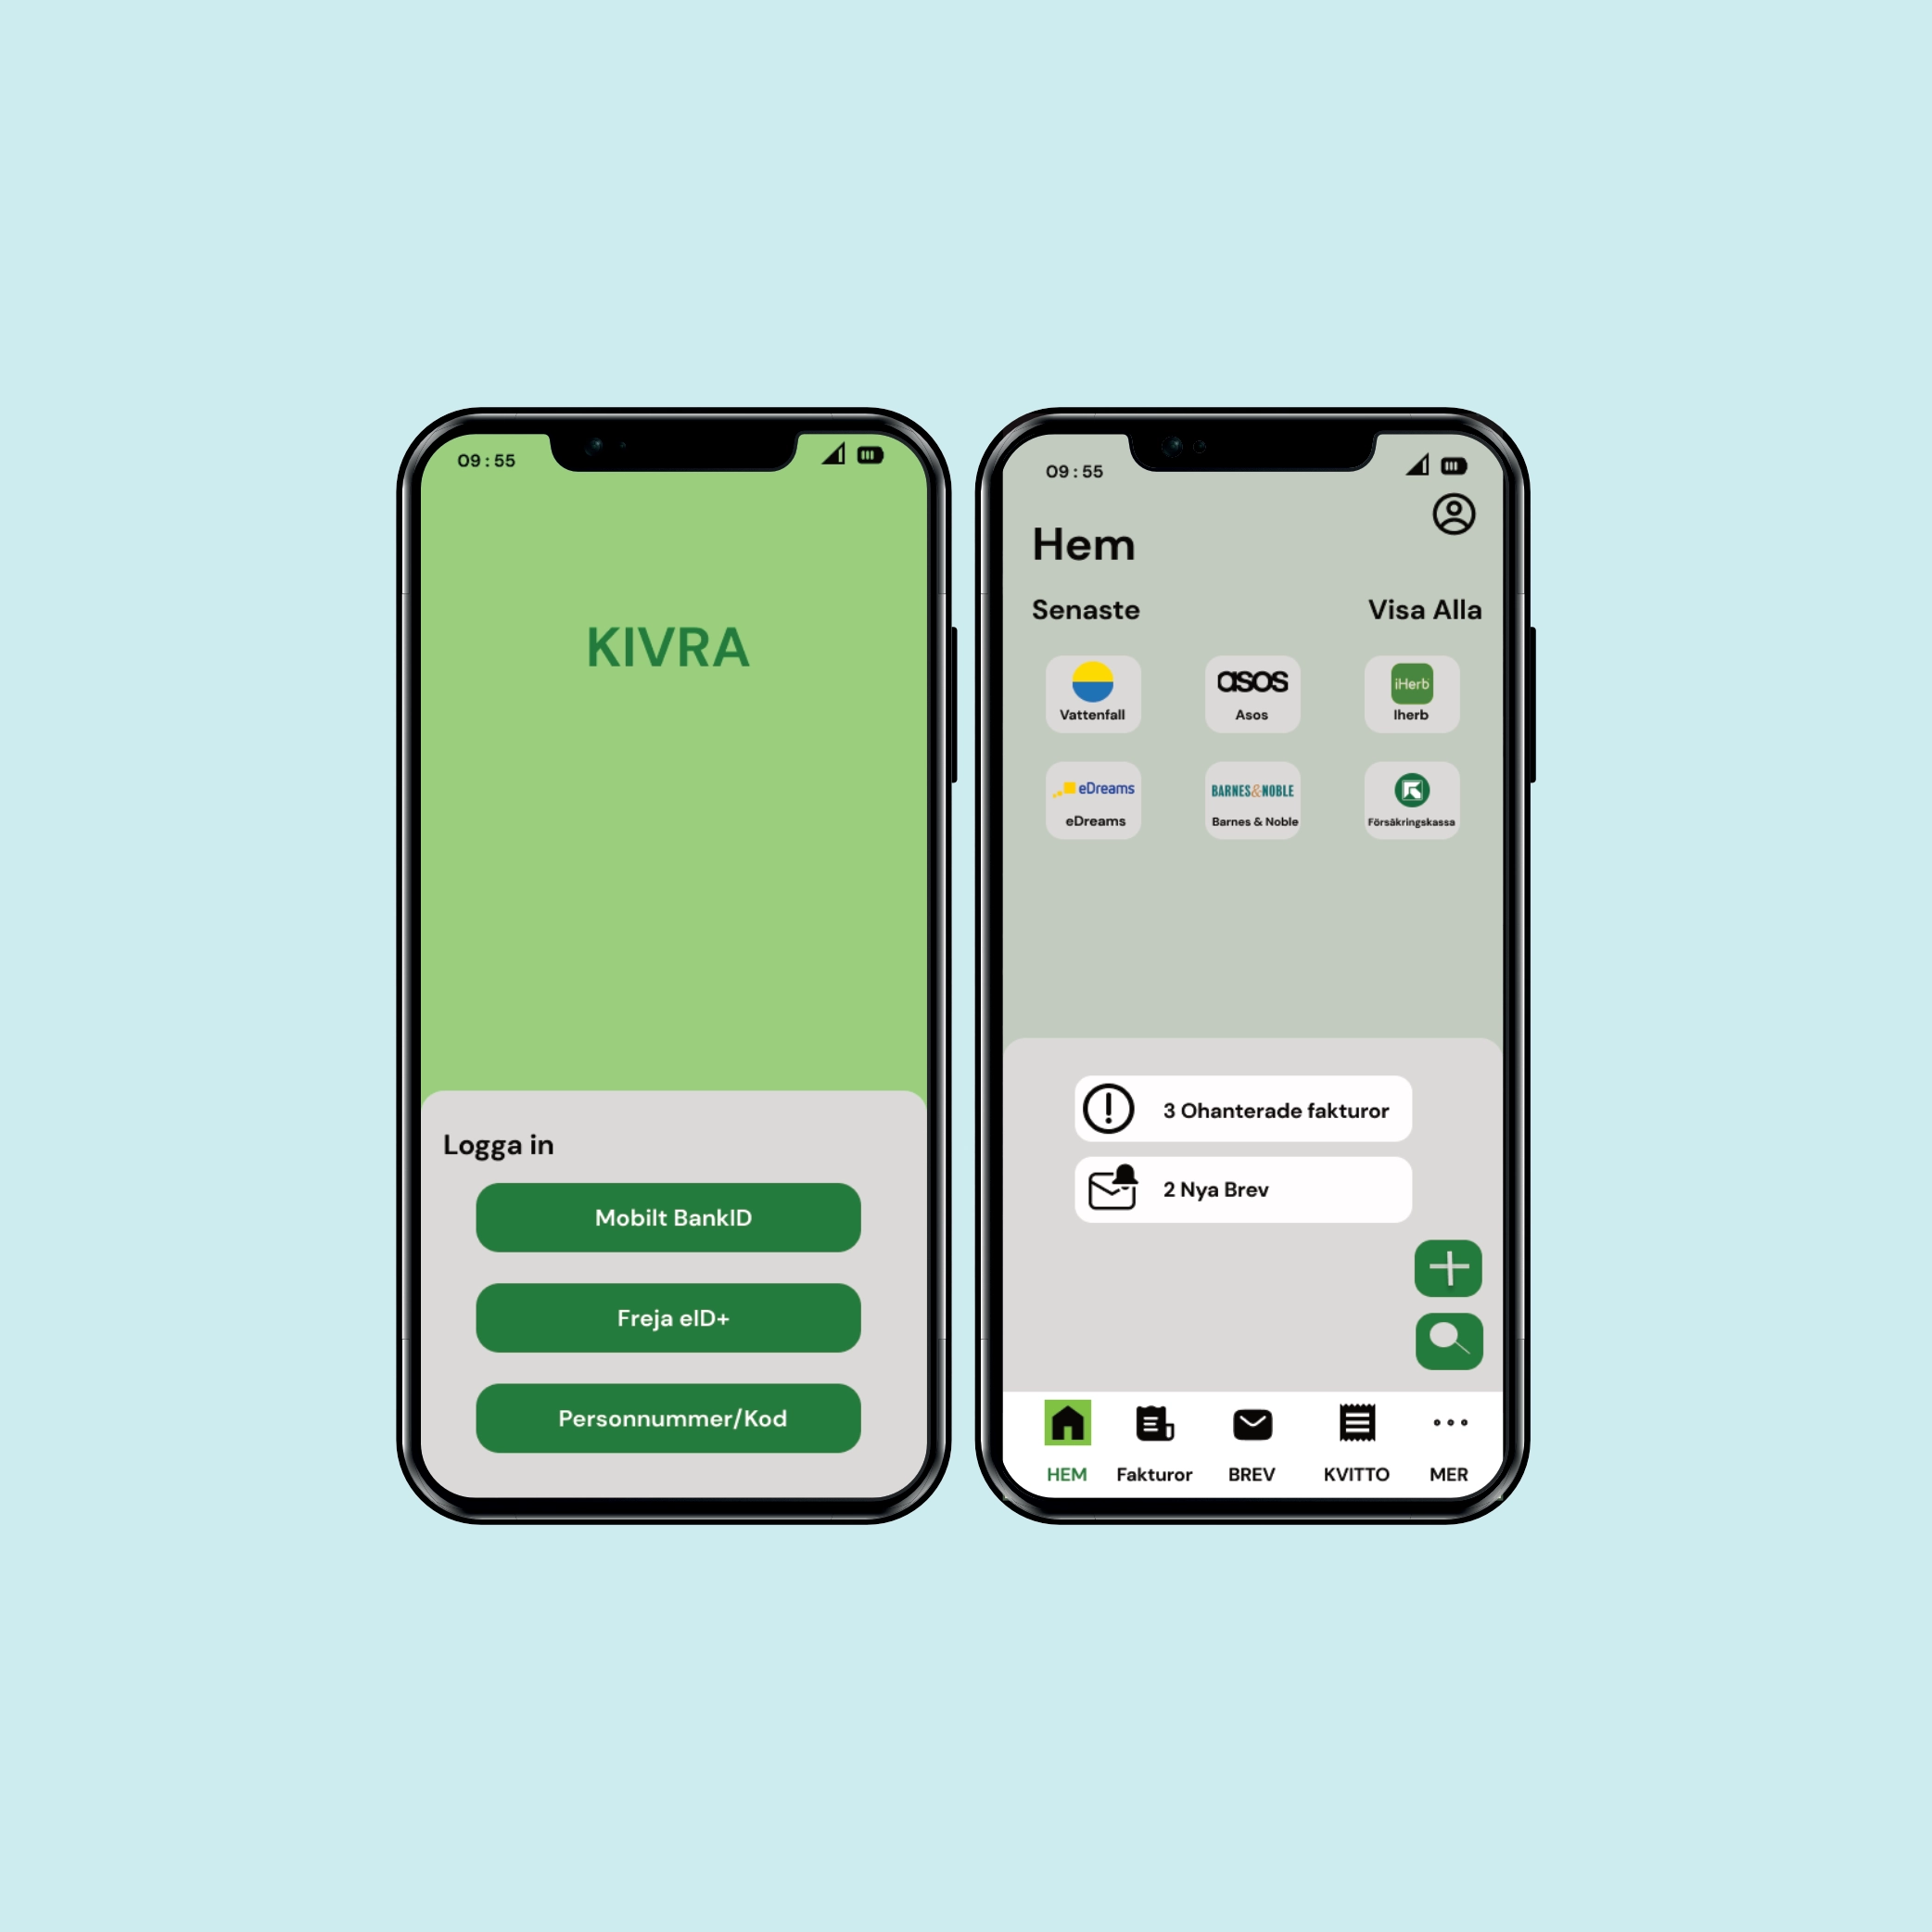 09 : 55
KIVRA
Logga in
Mobilt BankID
Freja eID+
Personnummer/Kod
09 : 55
Hem
Senaste
Visa Alla
asos
iHerb
Vattenfall
Asos
Iherb
eDreams
BARNES&NOBLE
eDreams
Barnes & Noble
Försäkringskassa
3 Ohanterade fakturor
2 Nya Brev
HEM
Fakturor
BREV
KVITTO
MER